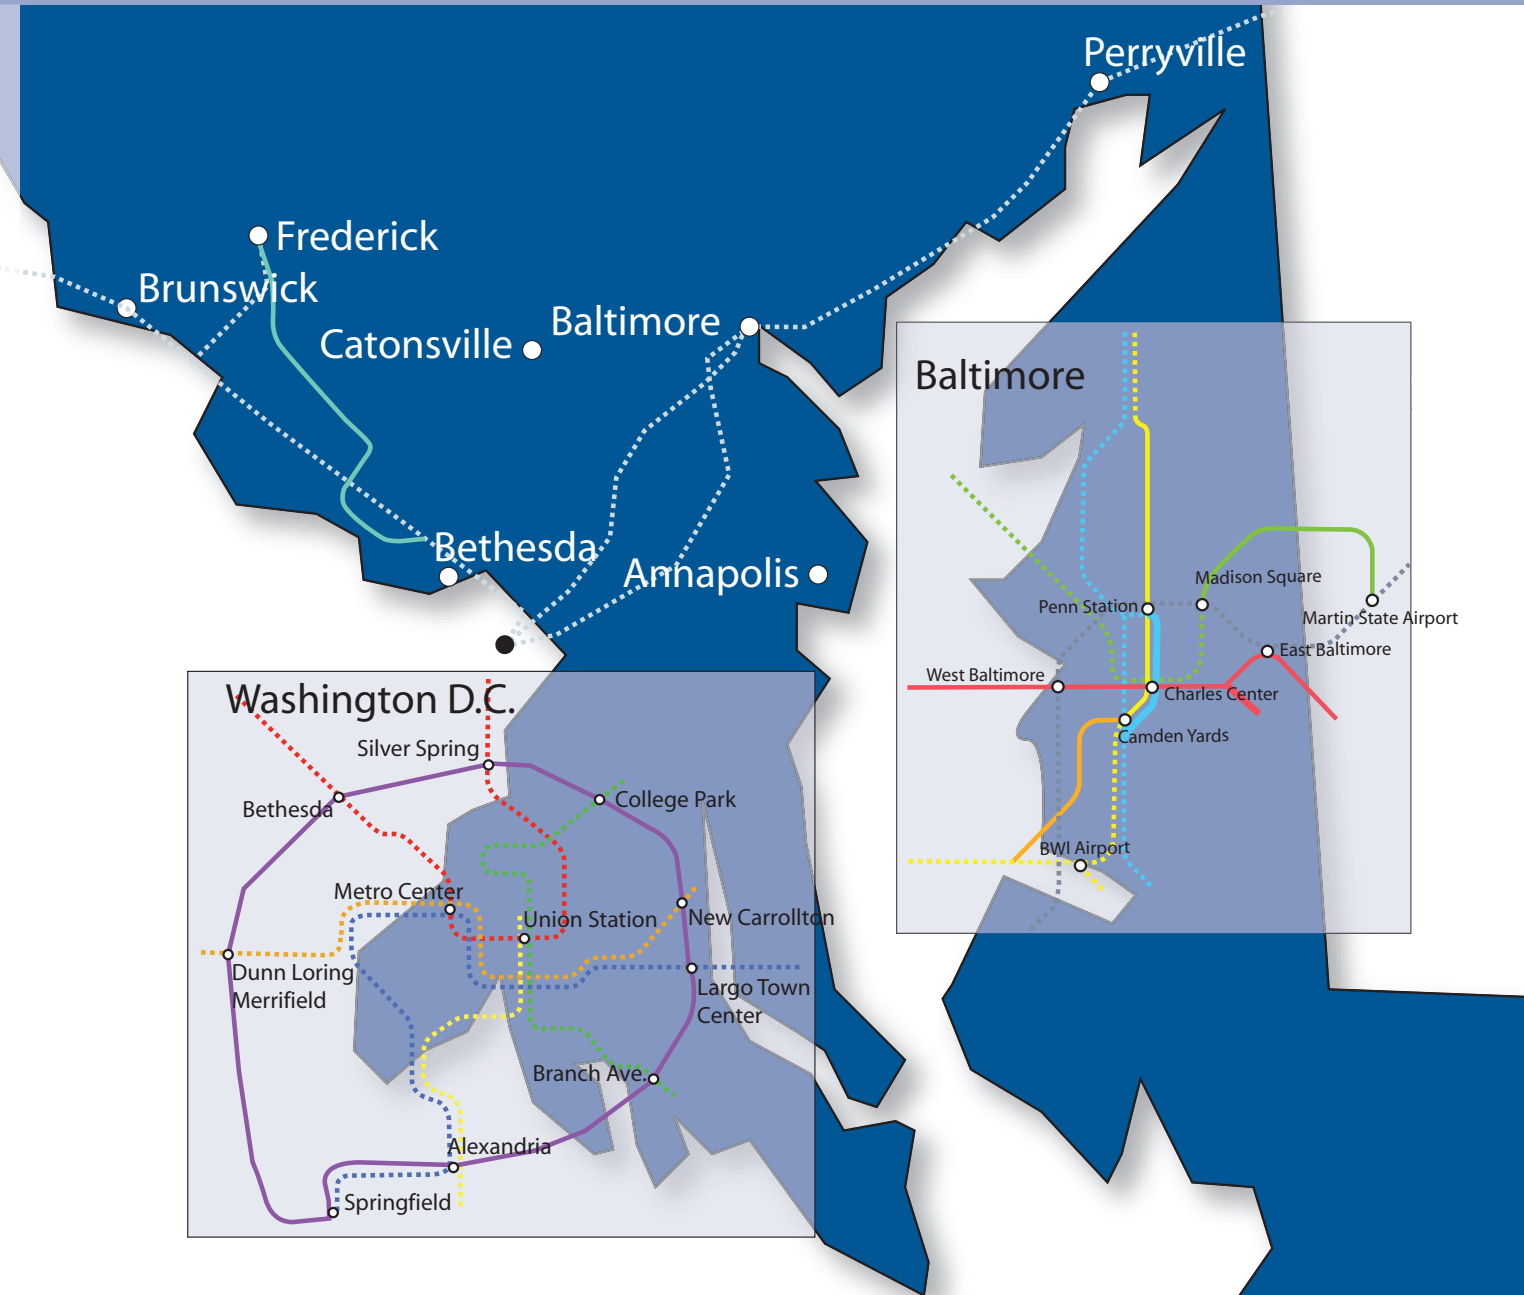 Perryville
Frederick
Brunswick
Baltimore
Catonsville
Bethesda
Annapolis
Baltimore
Madison Square
Penn Station
Martin State Airport
East Baltimore
West Baltimore
Charles Center
Camden Yards
BWI Airport
Washington D.C.
Silver Spring
College Park
Bethesda
Metro Center
Union Station
New Carrollton
Dunn Loring
Merrifield
Largo Town
Center
Branch Ave.
Alexandria
Springfield